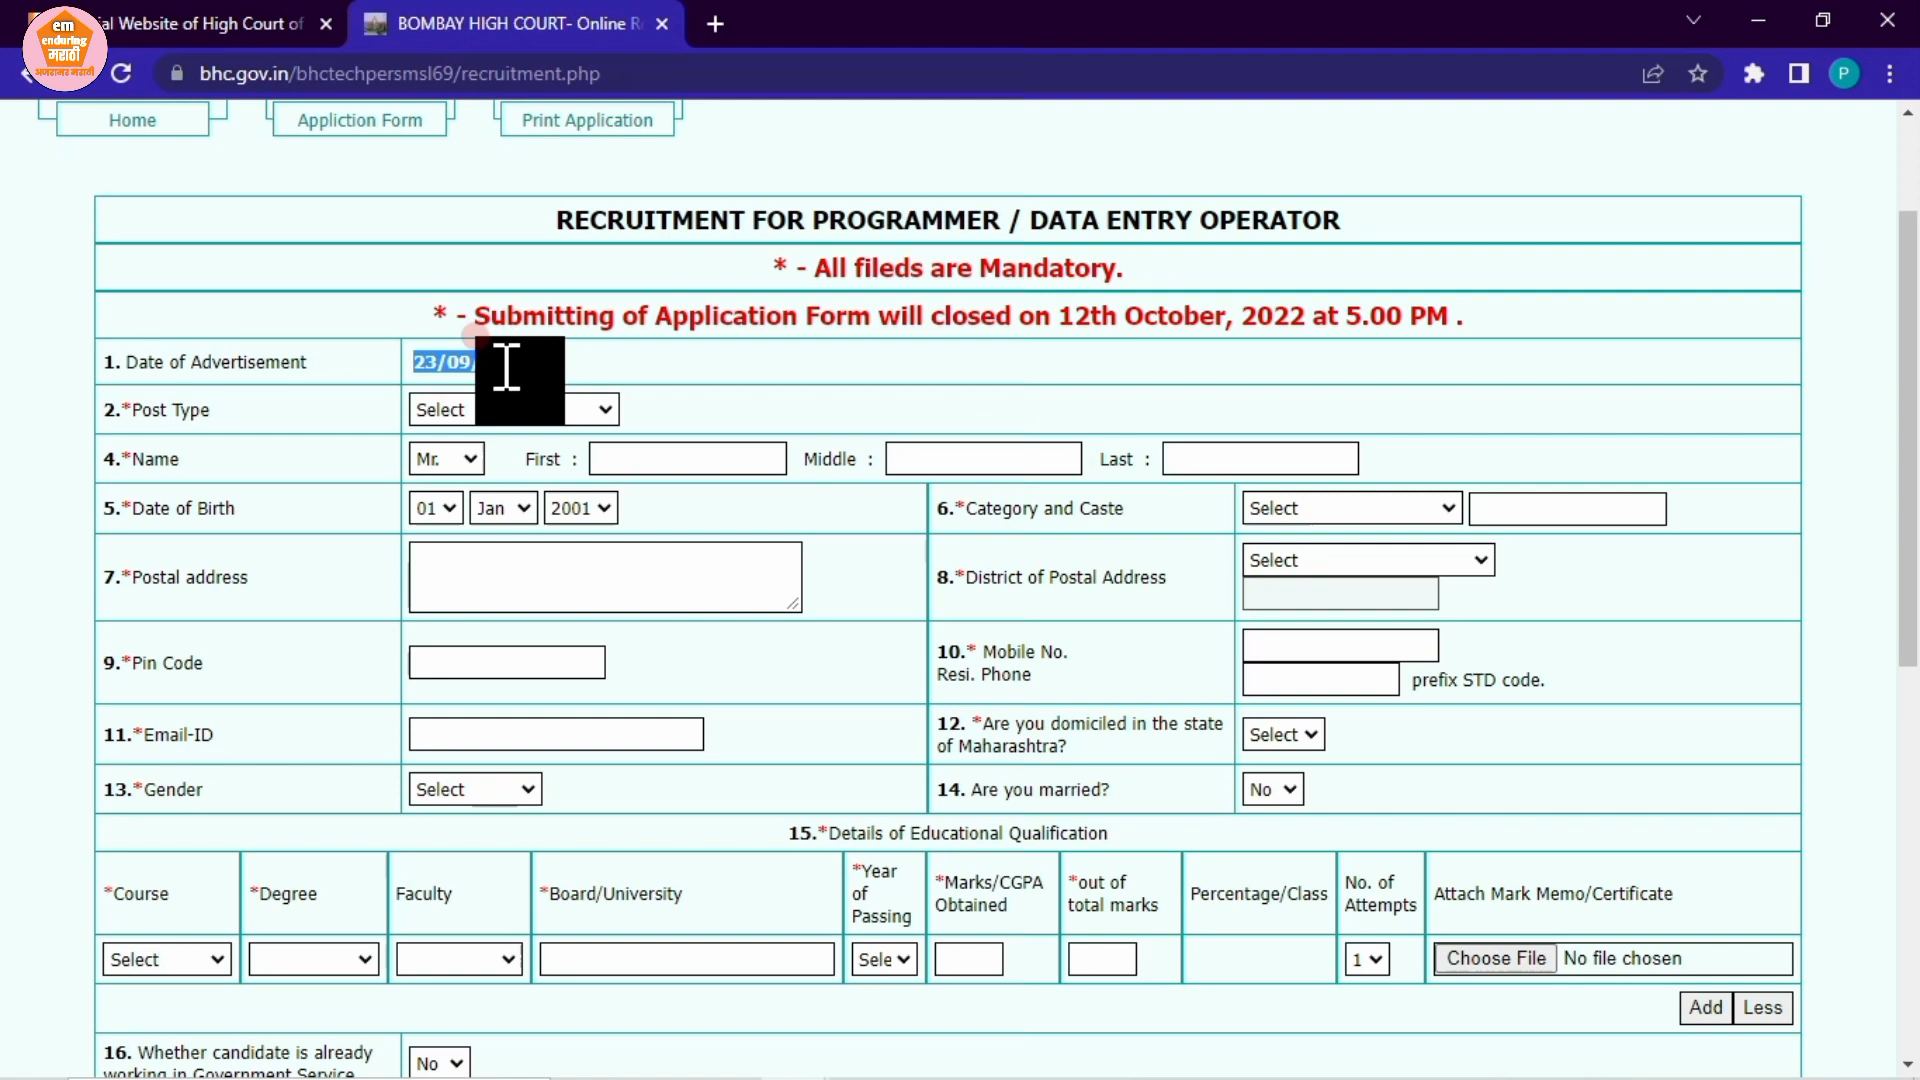 em
enduring
मराठी
अजरामर मराठी
ial Website of High Court of
BOMBAY HIGH COURT- Online R
bhc.gov.in/bhctechpersmsl69/recruitment.php
P
Home
Appliction Form
Print Application
RECRUITMENT FOR PROGRAMMER / DATA ENTRY OPERATOR
* - All fileds are Mandatory.
* - Submitting of Application Form will closed on 12th October, 2022 at 5.00 PM .
1. Date of Advertisement 23/09/
2.*Post Type Select
4.*Name Mr. First : Middle : Last :
5.*Date of Birth 01 Jan 2001 6.*Category and Caste Select
7.*Postal address 8.*District of Postal Address Select
9.*Pin Code 10.* Mobile No.
Resi. Phone prefix STD code.
11.*Email-ID 12. *Are you domiciled in the state
of Maharashtra? Select
13.*Gender Select 14. Are you married? No
15.*Details of Educational Qualification
*Course *Degree Faculty *Board/University *Year
of
Passing *Marks/CGPA
Obtained *out of
total marks Percentage/Class No. of
Attempts Attach Mark Memo/Certificate
Select Sele 1 Choose File No file chosen
Add Less
16. Whether candidate is already
working in Government Service No